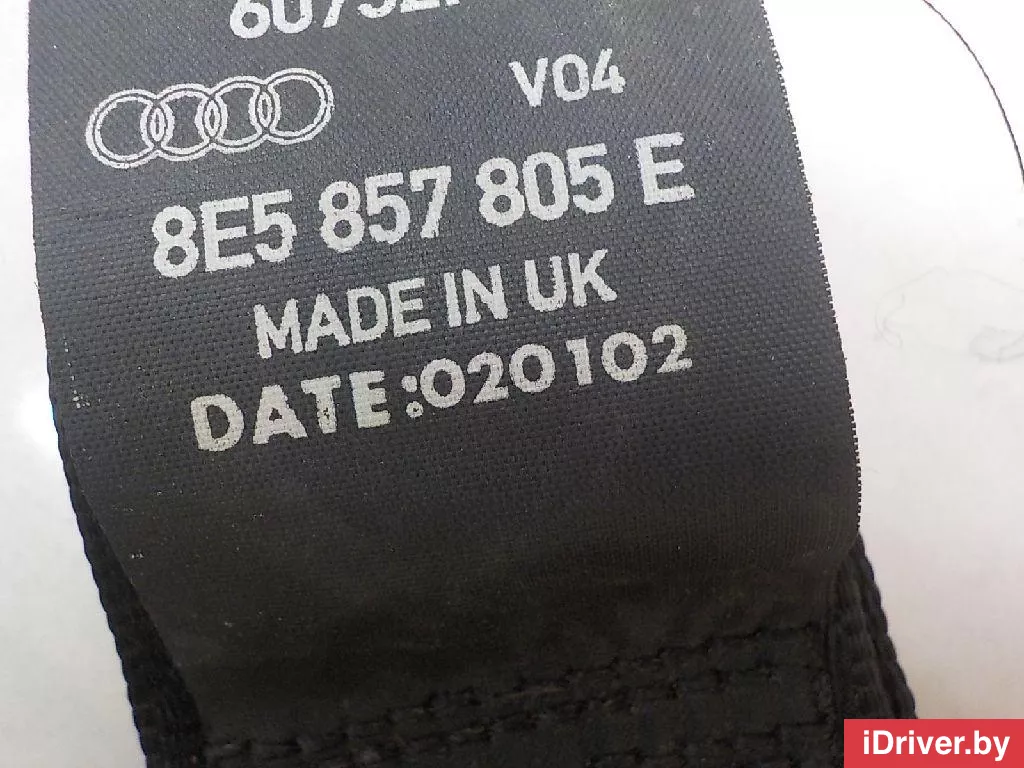 V04
8E5 857 805 E
MADE IN UK
DATE:020102
iDriver.by